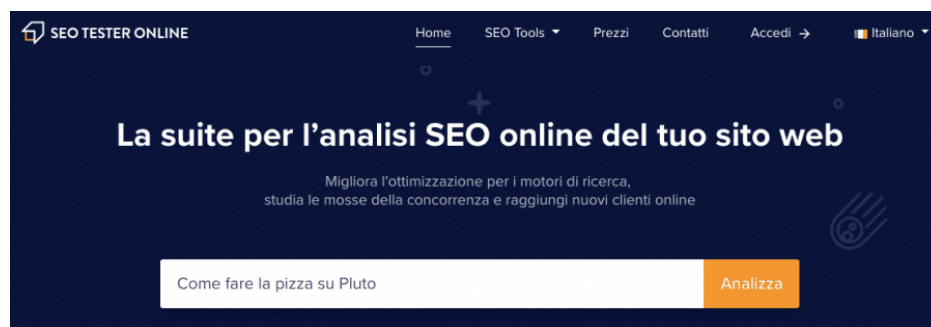 SEO TESTER ONLINE Home SEO Tools Prezzi Contatti Accedi → Italiano
La suite per l'analisi SEO online del tuo sito web
Migliora l'ottimizzazione per i motori di ricerca,
studia le mosse della concorrenza e raggiungi nuovi clienti online
Come fare la pizza su Pluto Analizza